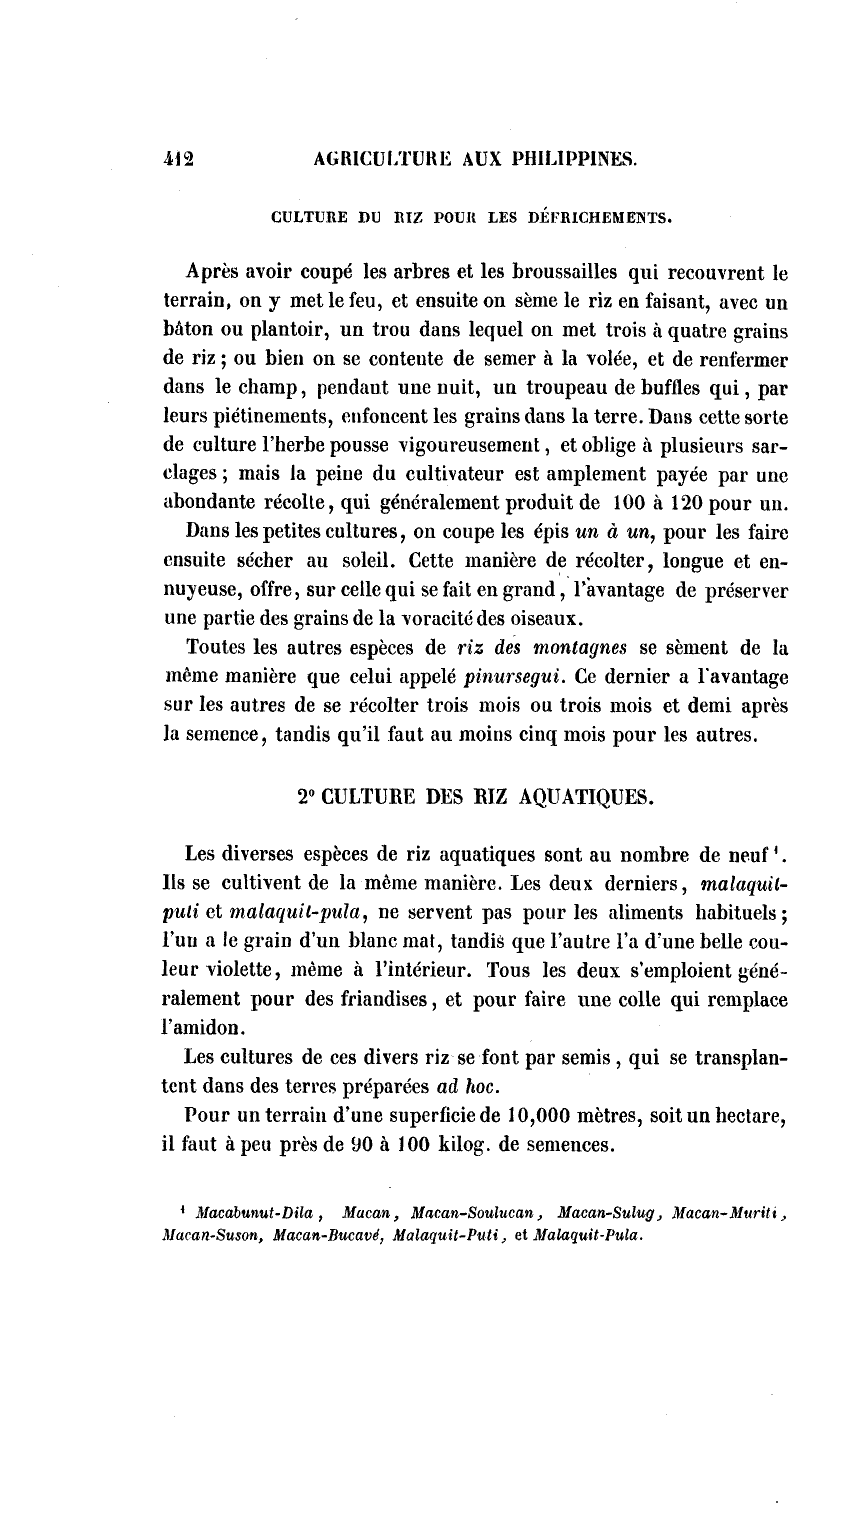 412 AGRICULTURE AUX PHILIPPINES.
CULTURE DU RIZ POUR LES DÉFRICHEMENTS.
Après avoir coupé les arbres et les broussailles qui recouvrent le
terrain, on y met le feu, et ensuite on sème le riz en faisant, avec un
bâton ou plantoir, un trou dans lequel on met trois à quatre grains
de riz ; ou bien on se contente de semer à la volée, et de renfermer
dans le champ, pendant une nuit, un troupeau de buffles qui, par
leurs piétinements, enfoncent les grains dans la terre. Dans cette sorte
de culture l'herbe pousse vigoureusement, et oblige à plusieurs sar-
clages ; mais la peine du cultivateur est amplement payée par une
abondante récolte, qui généralement produit de 100 à 120 pour un.
Dans les petites cultures, on coupe les épis un à un, pour les faire
ensuite sécher au soleil. Cette manière de récolter, longue et en-
nuyeuse, offre, sur celle qui se fait en grand, l'avantage de préserver
une partie des grains de la voracité des oiseaux.
Toutes les autres espèces de riz des montagnes se sèment de la
même manière que celui appelé pinursegui. Ce dernier a l'avantage
sur les autres de se récolter trois mois ou trois mois et demi après
la semence, tandis qu'il faut au moins cinq mois pour les autres.
2° CULTURE DES RIZ AQUATIQUES.
Les diverses espèces de riz aquatiques sont au nombre de neuf ¹.
Ils se cultivent de la même manière. Les deux derniers, malaquit-
puti et malaquit-pula, ne servent pas pour les aliments habituels ;
l'un a le grain d'un blanc mat, tandis que l'autre l'a d'une belle cou-
leur violette, même à l'intérieur. Tous les deux s'emploient géné-
ralement pour des friandises, et pour faire une colle qui remplace
l'amidon.
Les cultures de ces divers riz se font par semis, qui se transplan-
tent dans des terres préparées ad hoc.
Pour un terrain d'une superficie de 10,000 mètres, soit un hectare,
il faut à peu près de 90 à 100 kilog. de semences.
¹ Macabunut-Dila, Macan, Macan-Soulucan, Macan-Sulug, Macan-Muriti,
Macan-Suson, Macan-Bucavé, Malaquit-Puti, et Malaquit-Pula.